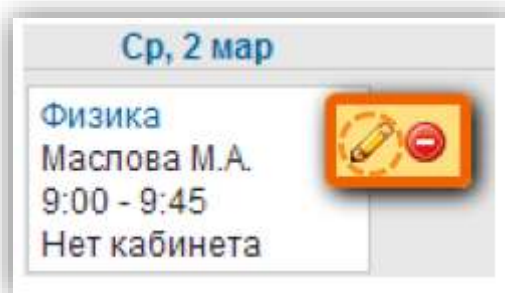 Ср, 2 мар
Физика
Маслова М.А.
9:00 - 9:45
Нет кабинета